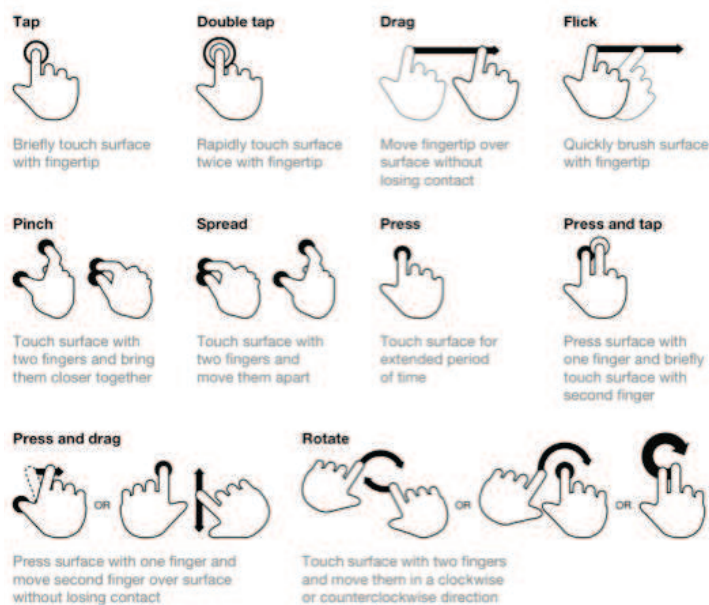 Tap
Double tap
Drag
Flick
Briefly touch surface
with fingertip
Rapidly touch surface
twice with fingertip
Move fingertip over
surface without
losing contact
Quickly brush surface
with fingertip
Pinch
Spread
Press
Press and tap
Touch surface with
two fingers and bring
them closer together
Touch surface with
two fingers and
move them apart
Touch surface for
extended period
of time
Press surface with
one finger and briefly
touch surface with
second finger
Press and drag
Rotate
OR
OR
OR
Press surface with one finger and
move second finger over surface
without losing contact
Touch surface with two fingers
and move them in a clockwise
or counterclockwise direction